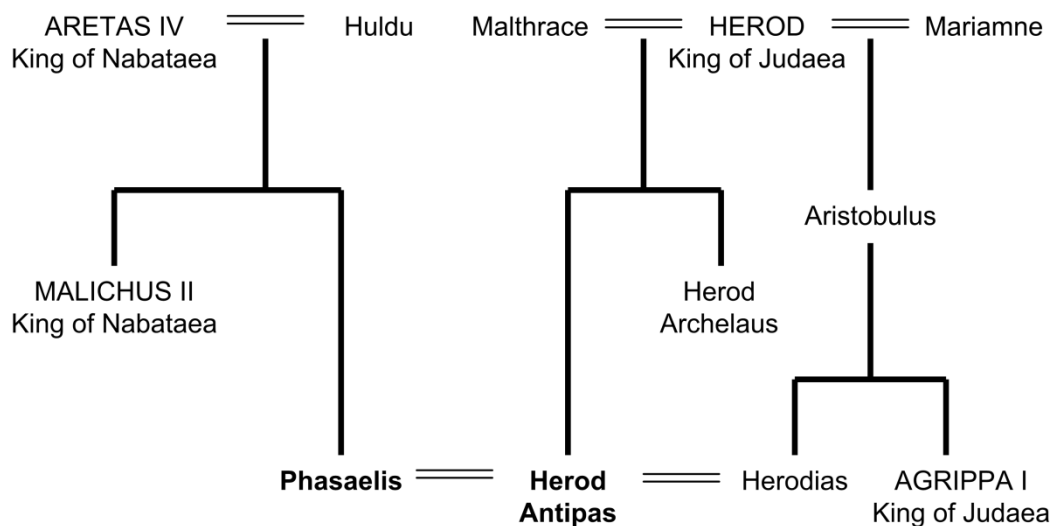 ARETAS IV Huldu Malthrace HEROD Mariamne
King of Nabataea King of Judaea
Aristobulus
MALICHUS II Herod
King of Nabataea Archelaus
Phasaelis Herod Herodias AGRIPPA I
Antipas King of Judaea